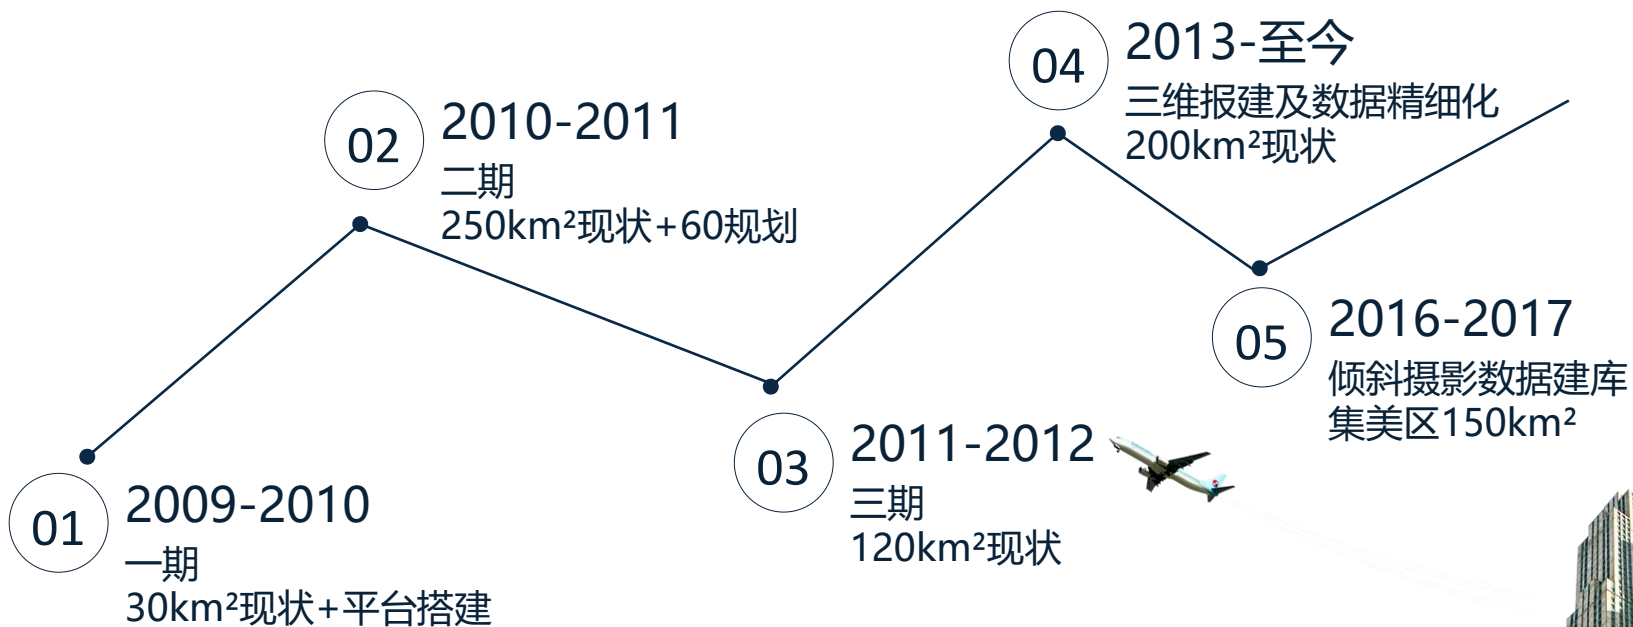 01
2009-2010
一期
30km²现状+平台搭建
02
2010-2011
二期
250km²现状+60规划
03
2011-2012
三期
120km²现状
04
2013-至今
三维报建及数据精细化
200km²现状
05
2016-2017
倾斜摄影数据建库
集美区150km²